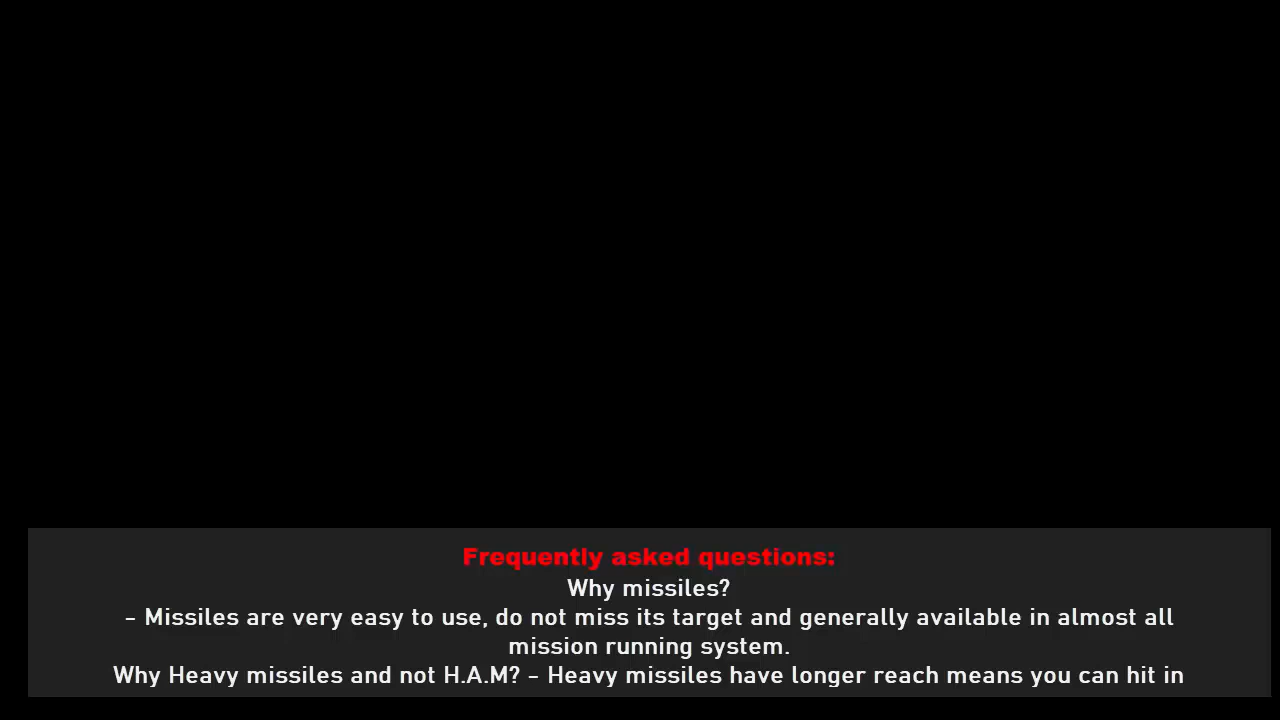 Frequently asked questions:
Why missiles?
- Missiles are very easy to use, do not miss its target and generally available in almost all
mission running system.
Why Heavy missiles and not H.A.M? - Heavy missiles have longer reach means you can hit in